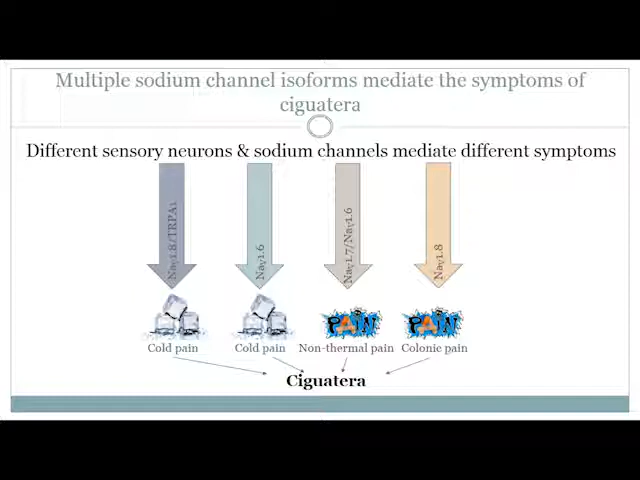 Multiple sodium channel isoforms mediate the symptoms of
ciguatera
Different sensory neurons & sodium channels mediate different symptoms
Naᵥ1.8/TRPA1
Naᵥ1.6
Naᵥ1.7/Naᵥ1.6
Naᵥ1.8
PAIN
PAIN
Cold pain
Cold pain
Non-thermal pain
Colonic pain
Ciguatera